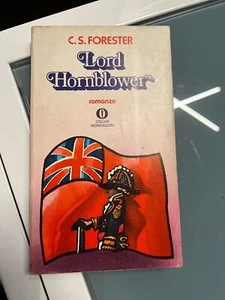 C. S. FORESTER
Lord
Hornblower
romanzo
OSCAR
MONDADORI